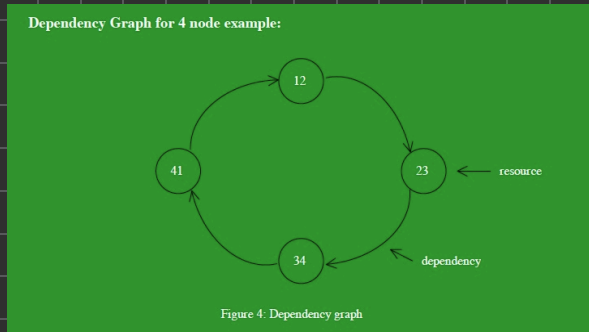 Dependency Graph for 4 node example:
12
41
23
resource
34
dependency
Figure 4: Dependency graph